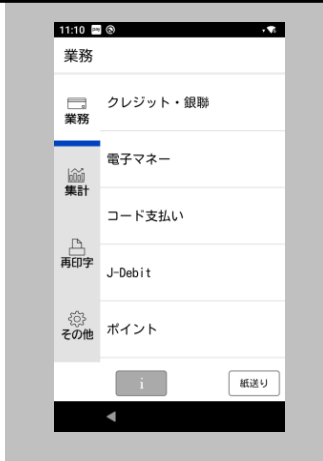 11:10
業務
業務
クレジット・銀聯
電子マネー
集計
コード支払い
再印字
J-Debit
その他
ポイント
i
紙送り